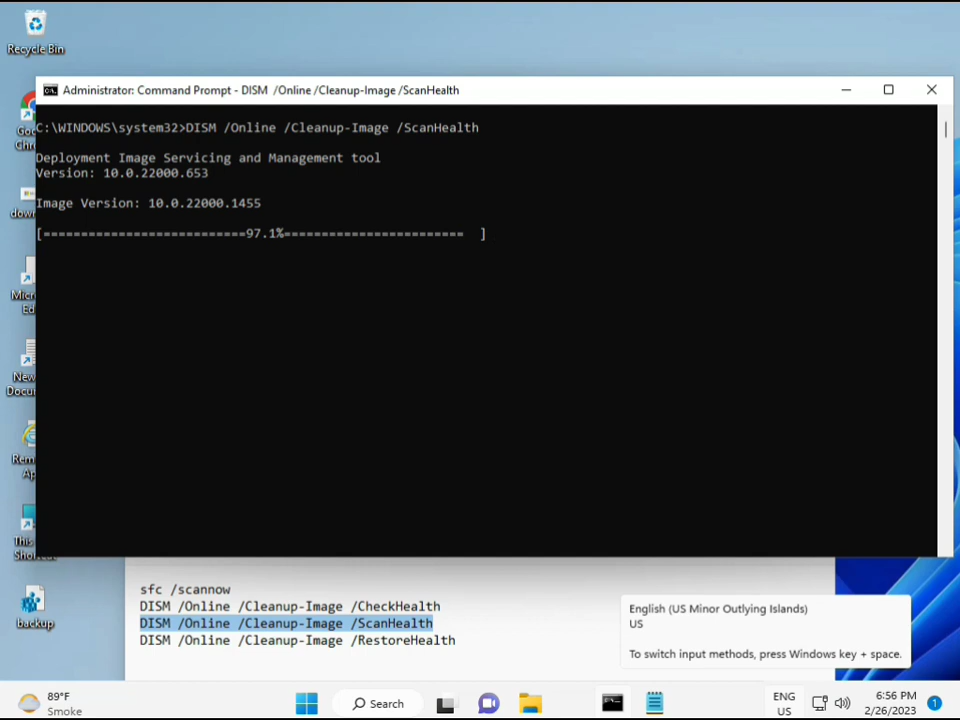 Recycle Bin
Administrator: Command Prompt - DISM /Online /Cleanup-Image /ScanHealth
C:\WINDOWS\system32>DISM /Online /Cleanup-Image /ScanHealth
Deployment Image Servicing and Management tool
Version: 10.0.22000.653
Image Version: 10.0.22000.1455
[===========================97.1%======================== ]
backup
sfc /scannow
DISM /Online /Cleanup-Image /CheckHealth
DISM /Online /Cleanup-Image /ScanHealth
DISM /Online /Cleanup-Image /RestoreHealth
English (US Minor Outlying Islands)
US
To switch input methods, press Windows key + space.
89°F
Smoke
Search
ENG
US
6:56 PM
2/26/2023
1